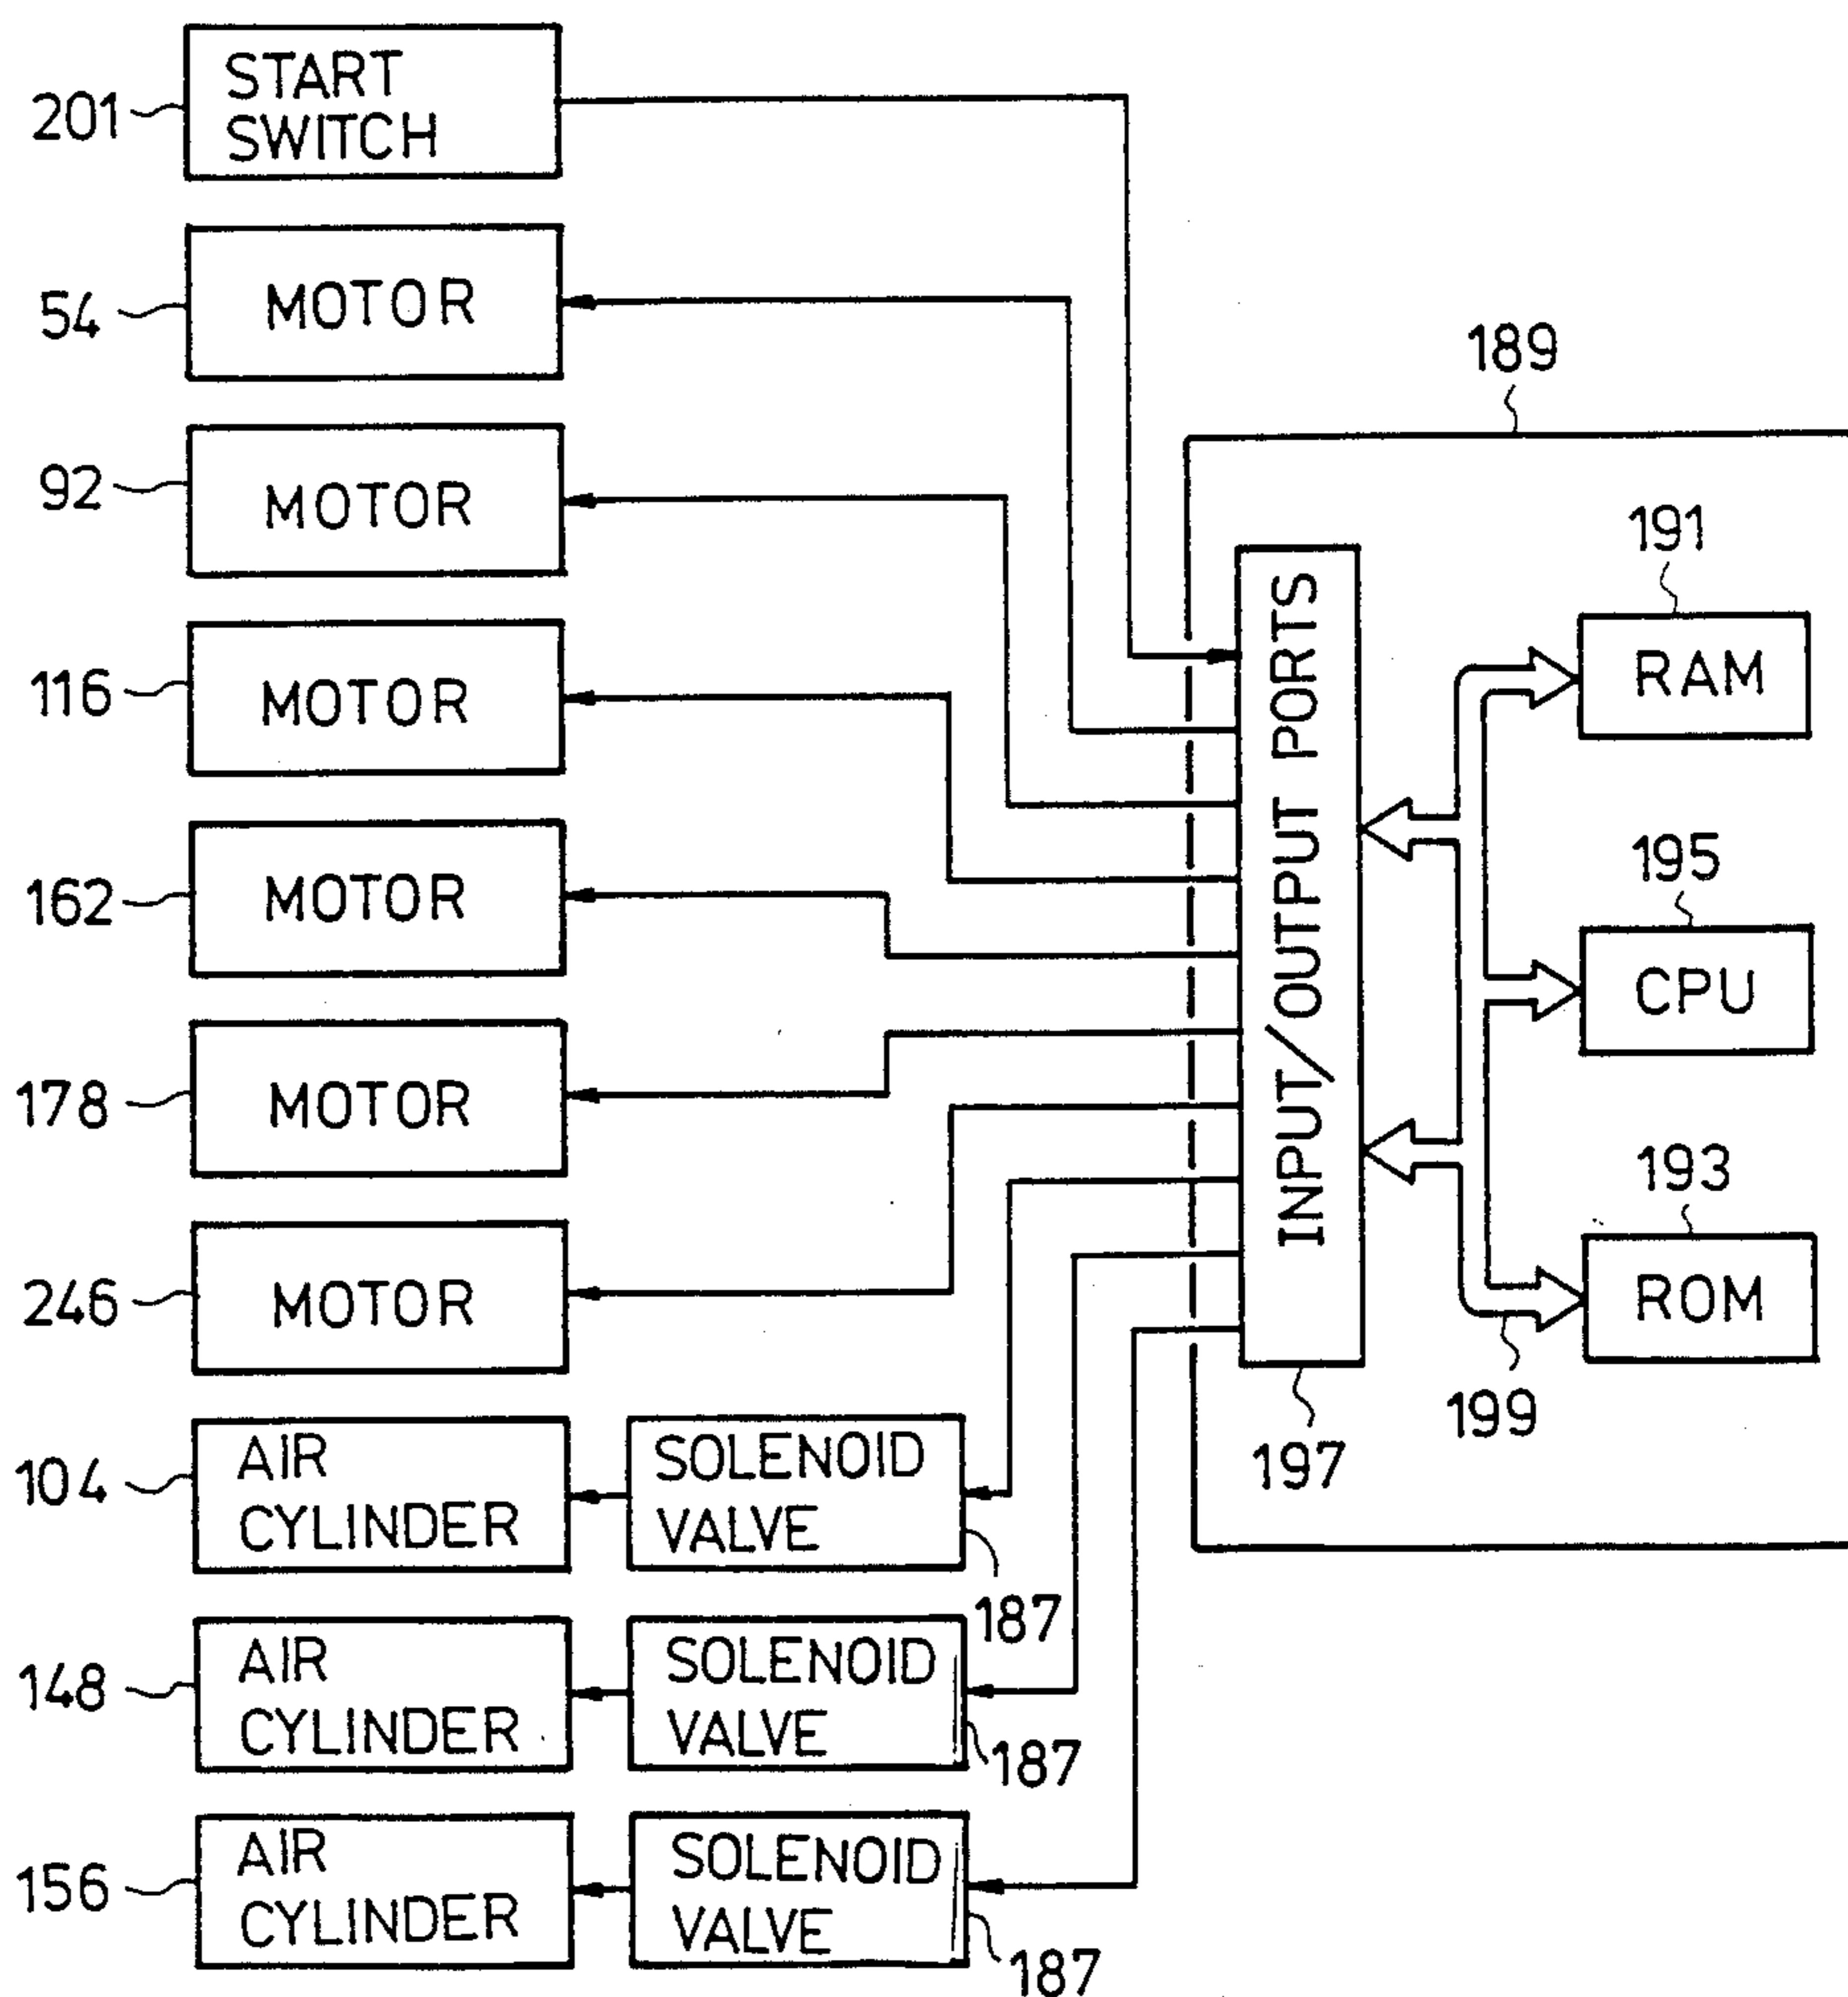 START
SWITCH
201
MOTOR
54
189
MOTOR
92
191
RAM
MOTOR
116
INPUT/OUTPUT PORTS
195
CPU
MOTOR
162
MOTOR
178
193
ROM
MOTOR
246
199
197
AIR
CYLINDER
104
SOLENOID
VALVE
187
AIR
CYLINDER
148
SOLENOID
VALVE
187
AIR
CYLINDER
156
SOLENOID
VALVE
187